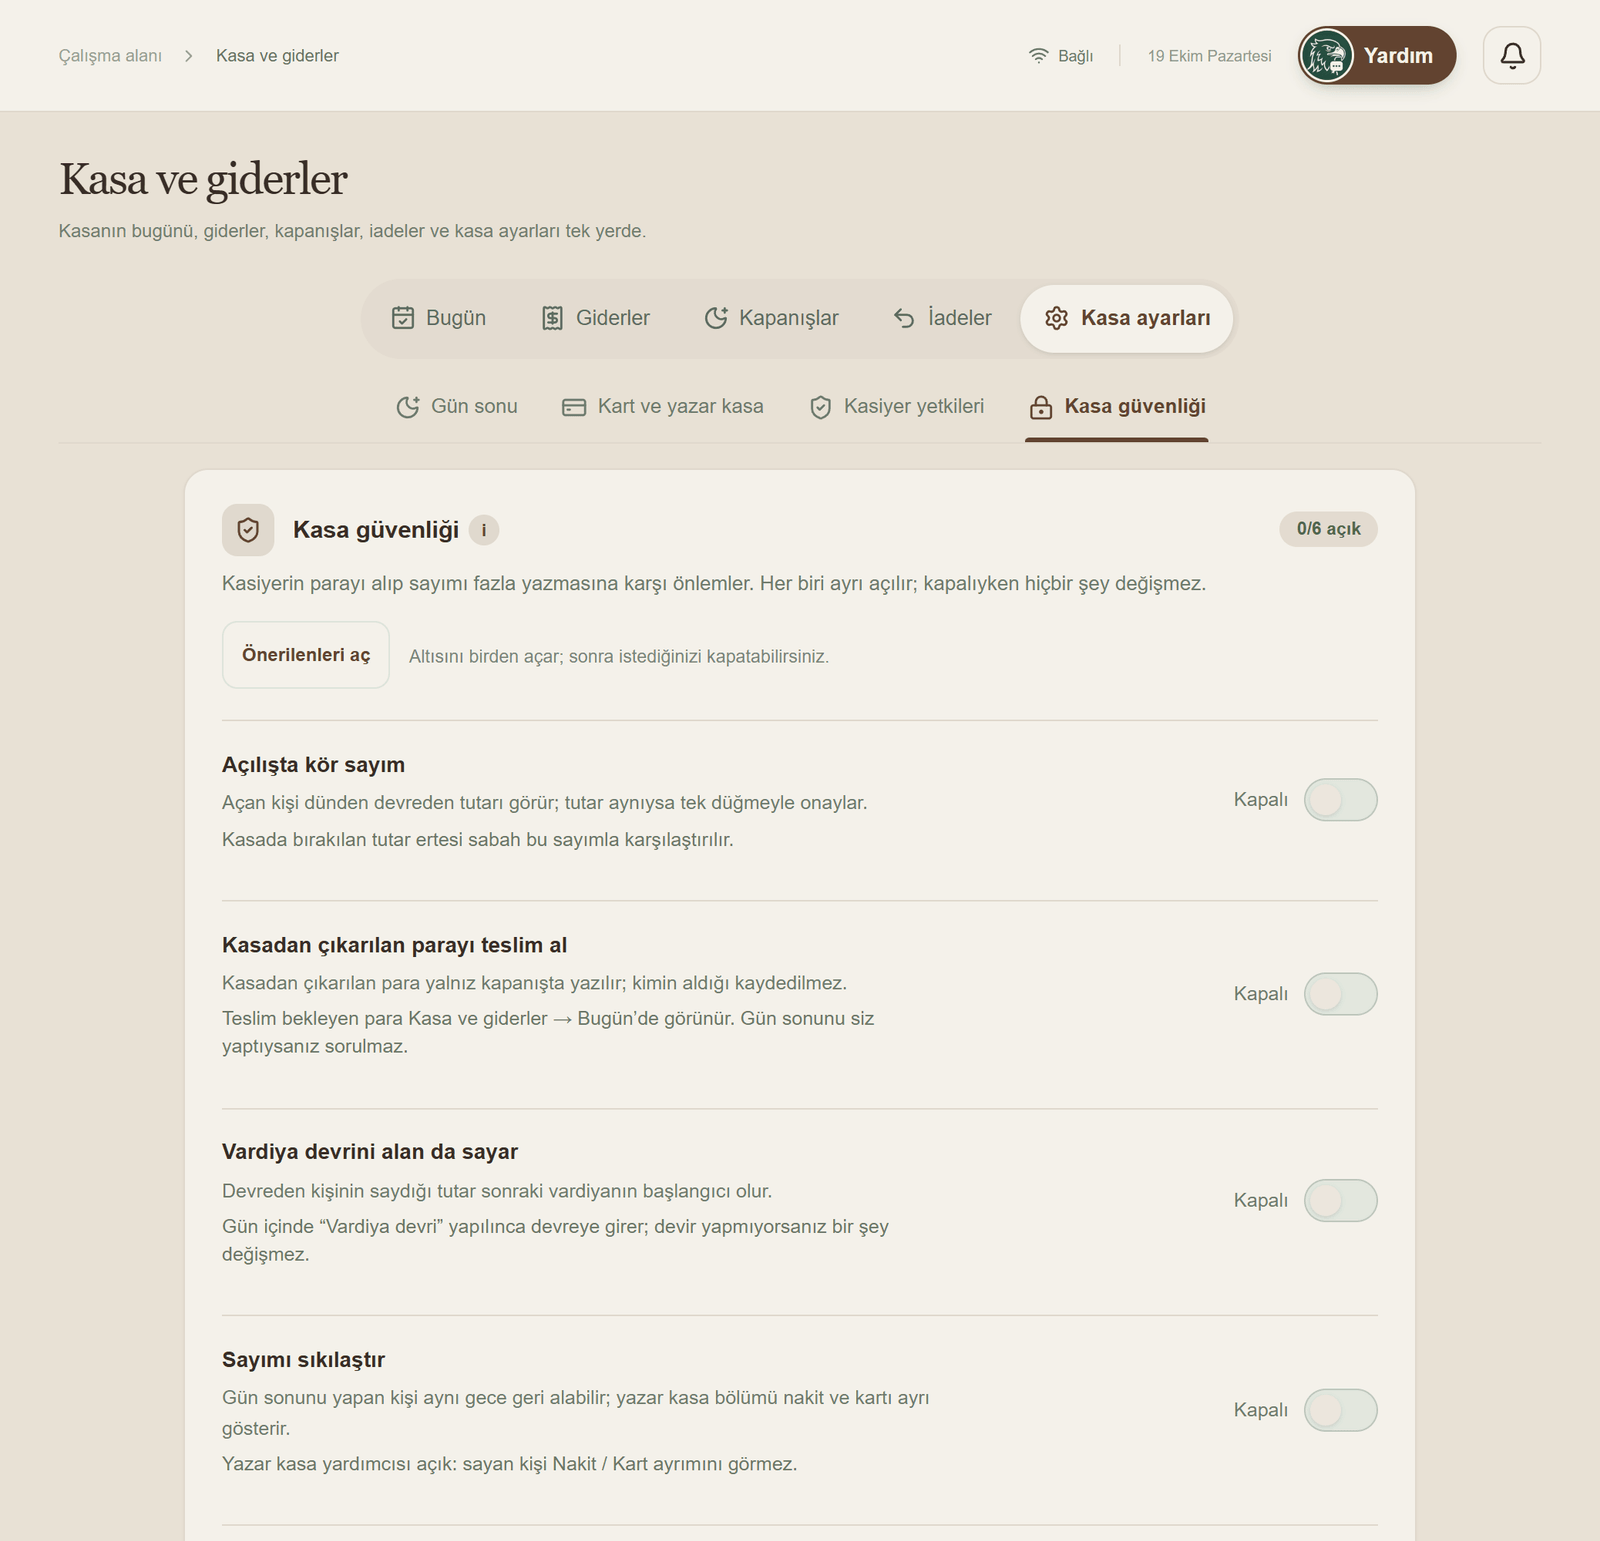 Çalışma alanı > Kasa ve giderler
Bağlı
19 Ekim Pazartesi
Yardım
Kasa ve giderler
Kasanın bugünü, giderler, kapanışlar, iadeler ve kasa ayarları tek yerde.
Bugün
Giderler
Kapanışlar
İadeler
Kasa ayarları
Gün sonu
Kart ve yazar kasa
Kasiyer yetkileri
Kasa güvenliği
Kasa güvenliği i
0/6 açık
Kasiyerin parayı alıp sayımı fazla yazmasına karşı önlemler. Her biri ayrı açılır; kapalıyken hiçbir şey değişmez.
Önerilenleri aç
Altısını birden açar; sonra istediğinizi kapatabilirsiniz.
Açılışta kör sayım
Açan kişi dünden devreden tutarı görür; tutar aynıysa tek düğmeyle onaylar.
Kapalı
Kasada bırakılan tutar ertesi sabah bu sayımla karşılaştırılır.
Kasadan çıkarılan parayı teslim al
Kasadan çıkarılan para yalnız kapanışta yazılır; kimin aldığı kaydedilmez.
Kapalı
Teslim bekleyen para Kasa ve giderler → Bugün’de görünür. Gün sonunu siz
yaptıysanız sorulmaz.
Vardiya devrini alan da sayar
Devreden kişinin saydığı tutar sonraki vardiyanın başlangıcı olur.
Kapalı
Gün içinde “Vardiya devri” yapılınca devreye girer; devir yapmıyorsanız bir şey
değişmez.
Sayımı sıkılaştır
Gün sonunu yapan kişi aynı gece geri alabilir; yazar kasa bölümü nakit ve kartı ayrı
gösterir.
Kapalı
Yazar kasa yardımcısı açık: sayan kişi Nakit / Kart ayrımını görmez.